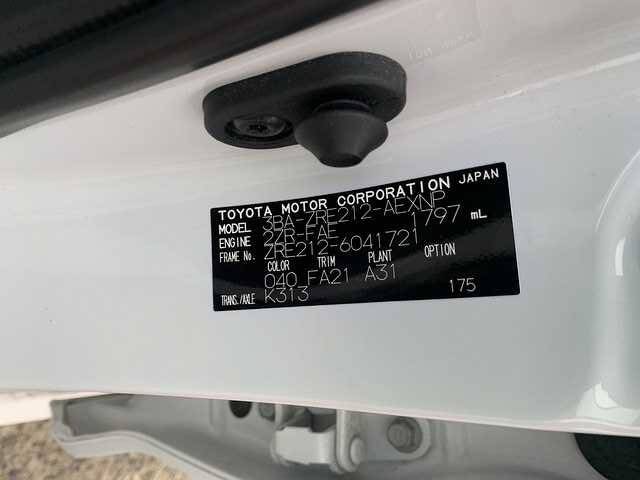 TOYOTA MOTOR CORPORATION JAPAN
MODEL 3BA-ZRE212-AEXNP
ENGINE 2ZR-FAE 1797 mL
FRAME No. ZRE212-6041721
COLOR TRIM PLANT OPTION
040 FA21 A31
TRANS./AXLE K313 175